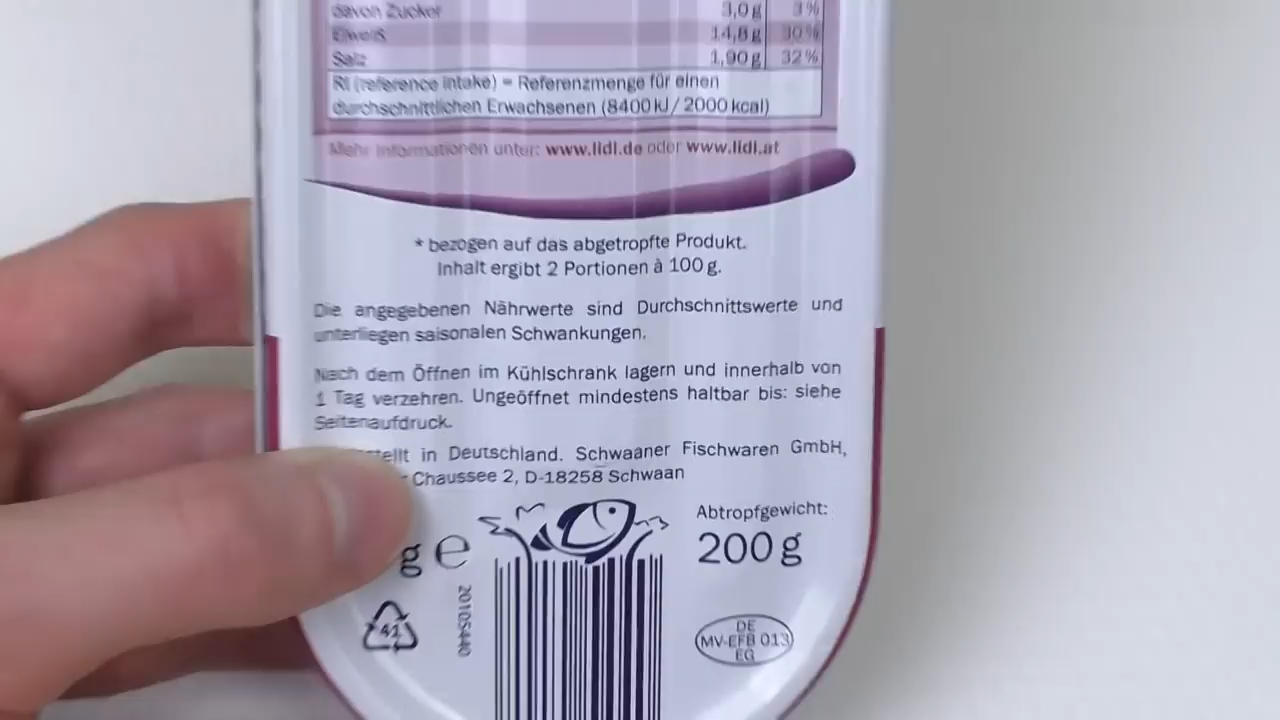 davon Zucker 3,0 g 3 %
Eiweiß 14,8 g 30 %
Salz 1,90 g 32 %
RI (reference intake) = Referenzmenge für einen
durchschnittlichen Erwachsenen (8400 kJ / 2000 kcal)
Mehr Informationen unter: www.lidl.de oder www.lidl.at
* bezogen auf das abgetropfte Produkt.
Inhalt ergibt 2 Portionen à 100 g.
Die angegebenen Nährwerte sind Durchschnittswerte und
unterliegen saisonalen Schwankungen.
Nach dem Öffnen im Kühlschrank lagern und innerhalb von
1 Tag verzehren. Ungeöffnet mindestens haltbar bis: siehe
Seitenaufdruck.
tellt in Deutschland. Schwaaner Fischwaren GmbH,
Chaussee 2, D-18258 Schwaan
Abtropfgewicht:
g e 200 g
20105440
41
DE
MV-EFB 013
EG